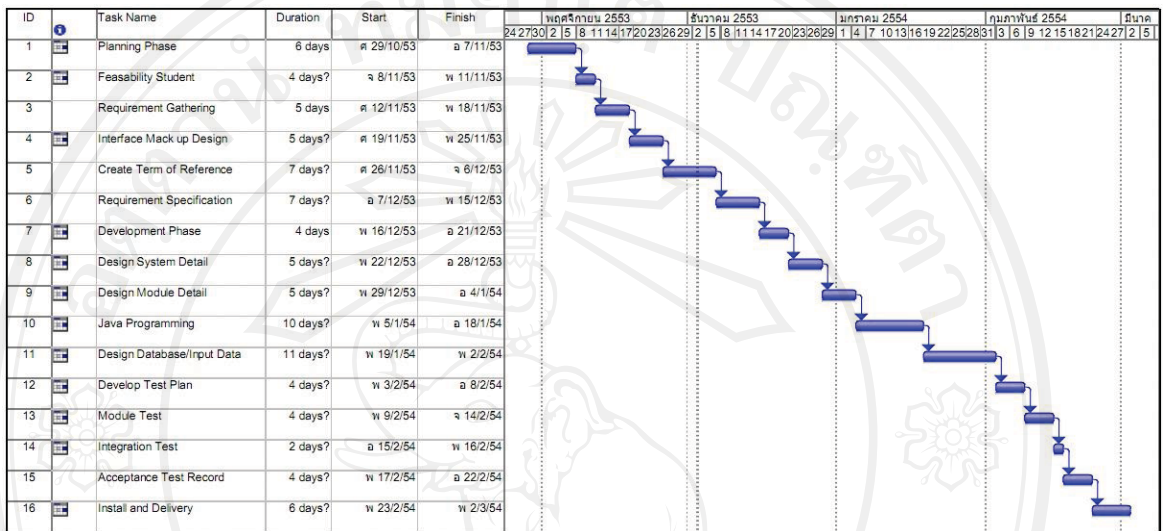 ID Task Name Duration Start Finish พฤศจิกายน 2553 ธันวาคม 2553 มกราคม 2554 กุมภาพันธ์ 2554 มีนาค
24 27 30 2 5 8 11 14 17 20 23 26 29 2 5 8 11 14 17 20 23 26 29 1 4 7 10 13 16 19 22 25 28 31 3 6 9 12 15 18 21 24 27 2 5
1 Planning Phase 6 days ศ 29/10/53 อ 7/11/53
2 Feasability Student 4 days? จ 8/11/53 พ 11/11/53
3 Requirement Gathering 5 days ศ 12/11/53 พ 18/11/53
4 Interface Mack up Design 5 days? ศ 19/11/53 พ 25/11/53
5 Create Term of Reference 7 days? ศ 26/11/53 จ 6/12/53
6 Requirement Specification 7 days? อ 7/12/53 พ 15/12/53
7 Development Phase 4 days พ 16/12/53 อ 21/12/53
8 Design System Detail 5 days? พ 22/12/53 อ 28/12/53
9 Design Module Detail 5 days? พ 29/12/53 อ 4/1/54
10 Java Programming 10 days? พ 5/1/54 อ 18/1/54
11 Design Database/Input Data 11 days? พ 19/1/54 พ 2/2/54
12 Develop Test Plan 4 days? พ 3/2/54 อ 8/2/54
13 Module Test 4 days? พ 9/2/54 จ 14/2/54
14 Integration Test 2 days? อ 15/2/54 พ 16/2/54
15 Acceptance Test Record 4 days? พ 17/2/54 อ 22/2/54
16 Install and Delivery 6 days? พ 23/2/54 พ 2/3/54